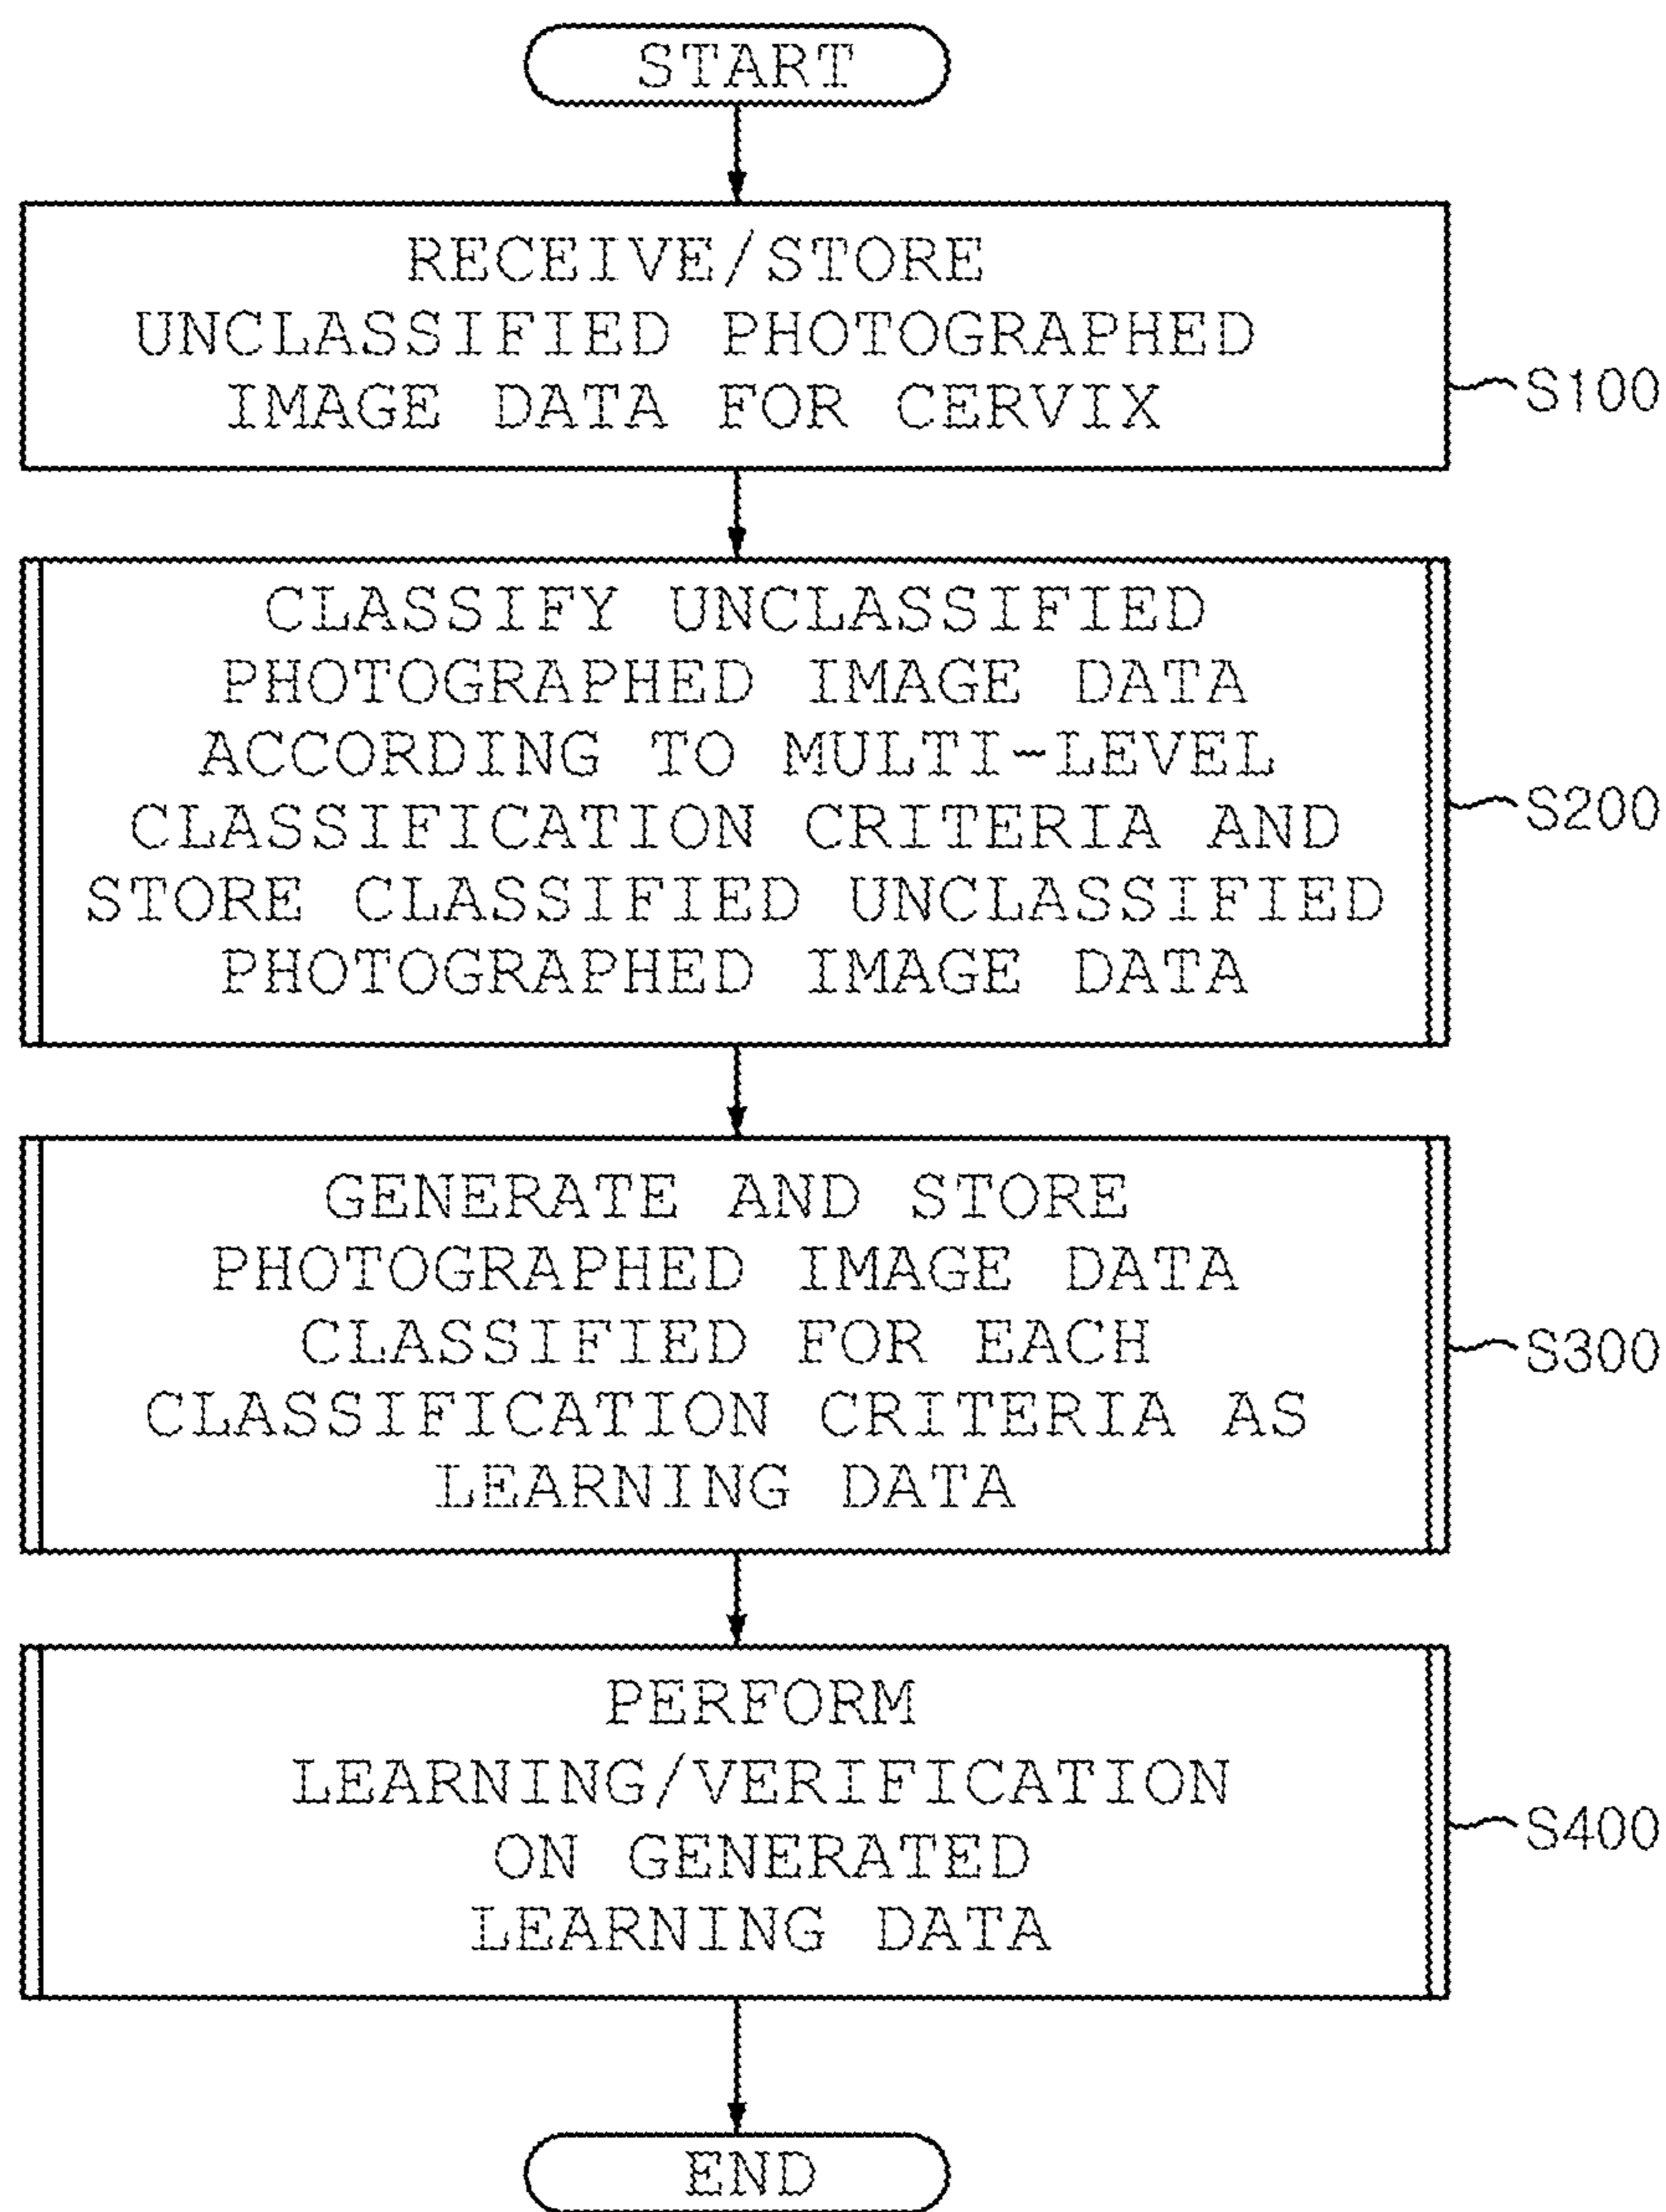 START
RECEIVE/STORE
UNCLASSIFIED PHOTOGRAPHED
IMAGE DATA FOR CERVIX
S100
CLASSIFY UNCLASSIFIED
PHOTOGRAPHED IMAGE DATA
ACCORDING TO MULTI-LEVEL
CLASSIFICATION CRITERIA AND
STORE CLASSIFIED UNCLASSIFIED
PHOTOGRAPHED IMAGE DATA
S200
GENERATE AND STORE
PHOTOGRAPHED IMAGE DATA
CLASSIFIED FOR EACH
CLASSIFICATION CRITERIA AS
LEARNING DATA
S300
PERFORM
LEARNING/VERIFICATION
ON GENERATED
LEARNING DATA
S400
END